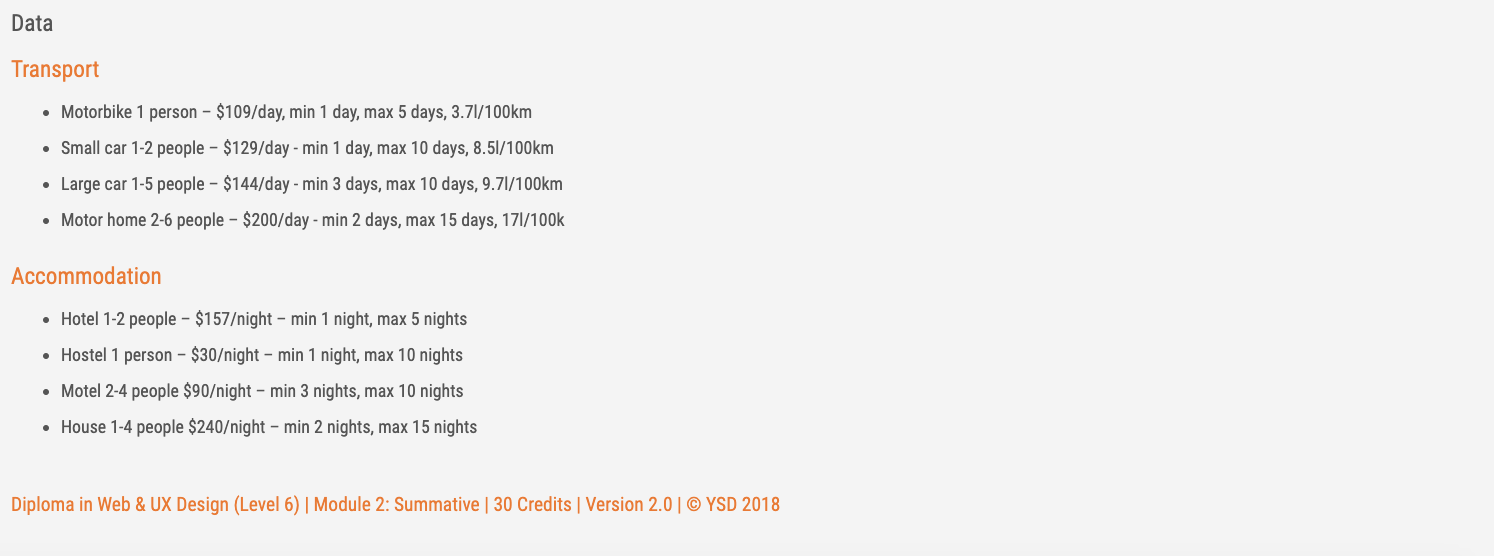 Data
Transport
• Motorbike 1 person – $109/day, min 1 day, max 5 days, 3.7l/100km
• Small car 1-2 people – $129/day - min 1 day, max 10 days, 8.5l/100km
• Large car 1-5 people – $144/day - min 3 days, max 10 days, 9.7l/100km
• Motor home 2-6 people – $200/day - min 2 days, max 15 days, 17l/100k
Accommodation
• Hotel 1-2 people – $157/night – min 1 night, max 5 nights
• Hostel 1 person – $30/night – min 1 night, max 10 nights
• Motel 2-4 people $90/night – min 3 nights, max 10 nights
• House 1-4 people $240/night – min 2 nights, max 15 nights
Diploma in Web & UX Design (Level 6) | Module 2: Summative | 30 Credits | Version 2.0 | © YSD 2018